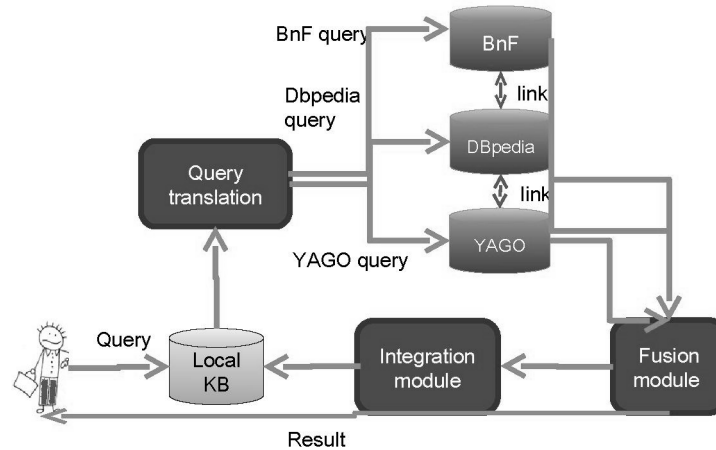 BnF query
BnF
link
Dbpedia
query
DBpedia
Query
translation
link
YAGO query
YAGO
Query
Local
KB
Integration
module
Fusion
module
Result